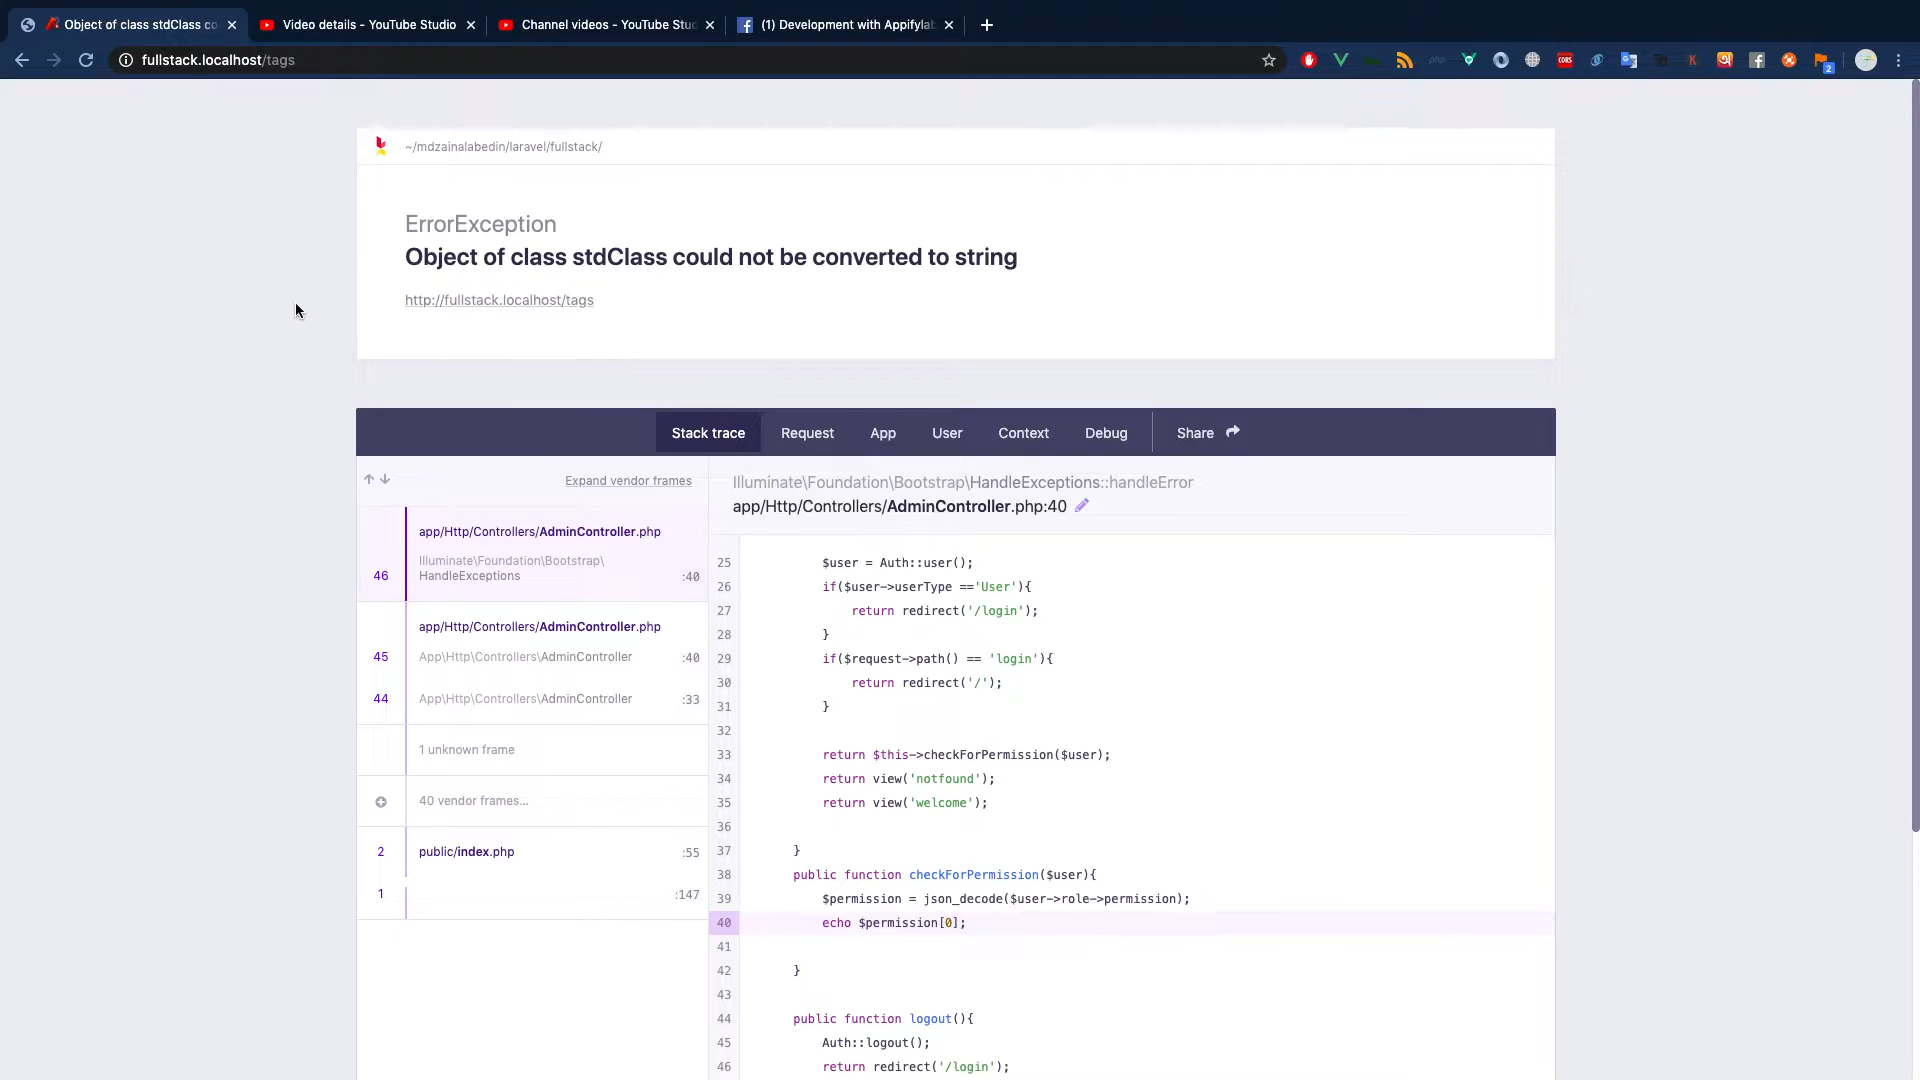 Object of class stdClass co
Video details - YouTube Studio
Channel videos - YouTube Stu
(1) Development with Appifyla
fullstack.localhost/tags
php
CORS
K
2
~/mdzainalabedin/laravel/fullstack/
ErrorException
Object of class stdClass could not be converted to string
http://fullstack.localhost/tags
Stack trace
Request
App
User
Context
Debug
Share
Expand vendor frames
app/Http/Controllers/AdminController.php
Illuminate\Foundation\Bootstrap\
46 HandleExceptions :40
app/Http/Controllers/AdminController.php
45 App\Http\Controllers\AdminController :40
44 App\Http\Controllers\AdminController :33
1 unknown frame
40 vendor frames...
2 public/index.php :55
1 :147
Illuminate\Foundation\Bootstrap\HandleExceptions::handleError
app/Http/Controllers/AdminController.php:40
25 $user = Auth::user();
26 if($user->userType =='User'){
27 return redirect('/login');
28 }
29 if($request->path() == 'login'){
30 return redirect('/');
31 }
32
33 return $this->checkForPermission($user);
34 return view('notfound');
35 return view('welcome');
36
37 }
38 public function checkForPermission($user){
39 $permission = json_decode($user->role->permission);
40 echo $permission[0];
41
42 }
43
44 public function logout(){
45 Auth::logout();
46 return redirect('/login');